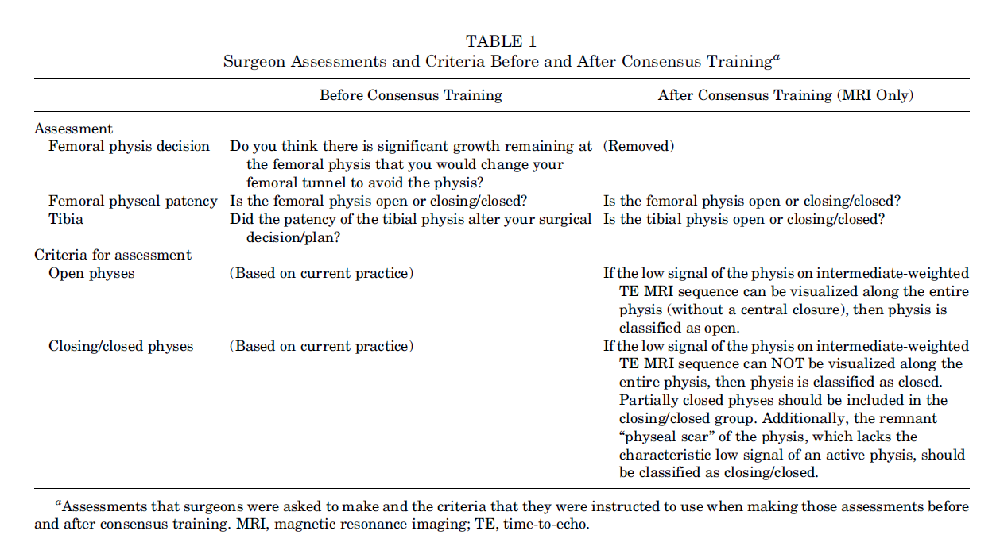 TABLE 1
Surgeon Assessments and Criteria Before and After Consensus Training^a
Before Consensus Training After Consensus Training (MRI Only)
Assessment
Femoral physis decision Do you think there is significant growth remaining at (Removed)
the femoral physis that you would change your
femoral tunnel to avoid the physis?
Femoral physeal patency Is the femoral physis open or closing/closed? Is the femoral physis open or closing/closed?
Tibia Did the patency of the tibial physis alter your surgical Is the tibial physis open or closing/closed?
decision/plan?
Criteria for assessment
Open physes (Based on current practice) If the low signal of the physis on intermediate-weighted
TE MRI sequence can be visualized along the entire
physis (without a central closure), then physis is
classified as open.
Closing/closed physes (Based on current practice) If the low signal of the physis on intermediate-weighted
TE MRI sequence can NOT be visualized along the
entire physis, then physis is classified as closed.
Partially closed physes should be included in the
closing/closed group. Additionally, the remnant
“physeal scar” of the physis, which lacks the
characteristic low signal of an active physis, should
be classified as closing/closed.
^aAssessments that surgeons were asked to make and the criteria that they were instructed to use when making those assessments before
and after consensus training. MRI, magnetic resonance imaging; TE, time-to-echo.